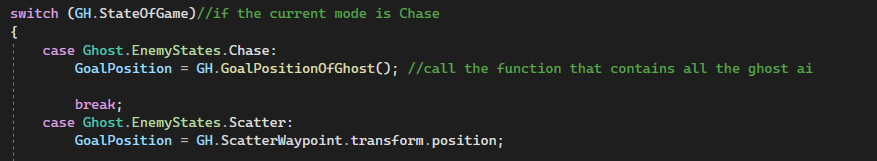 switch (GH.StateOfGame)//if the current mode is Chase
{
case Ghost.EnemyStates.Chase:
GoalPosition = GH.GoalPositionOfGhost(); //call the function that contains all the ghost ai
break;
case Ghost.EnemyStates.Scatter:
GoalPosition = GH.ScatterWaypoint.transform.position;